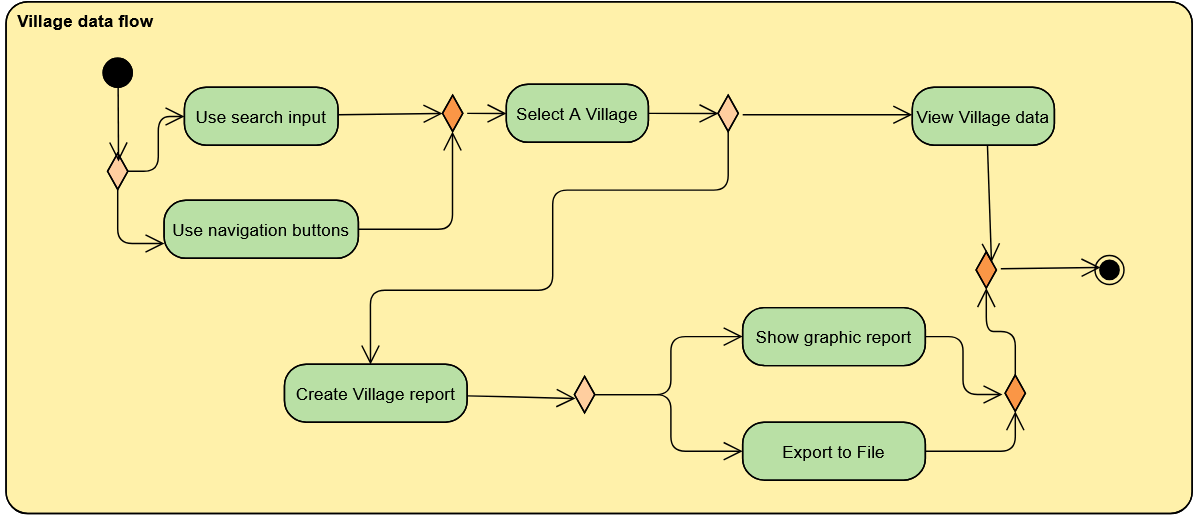 Village data flow
Use search input
Select A Village
View Village data
Use navigation buttons
Show graphic report
Create Village report
Export to File